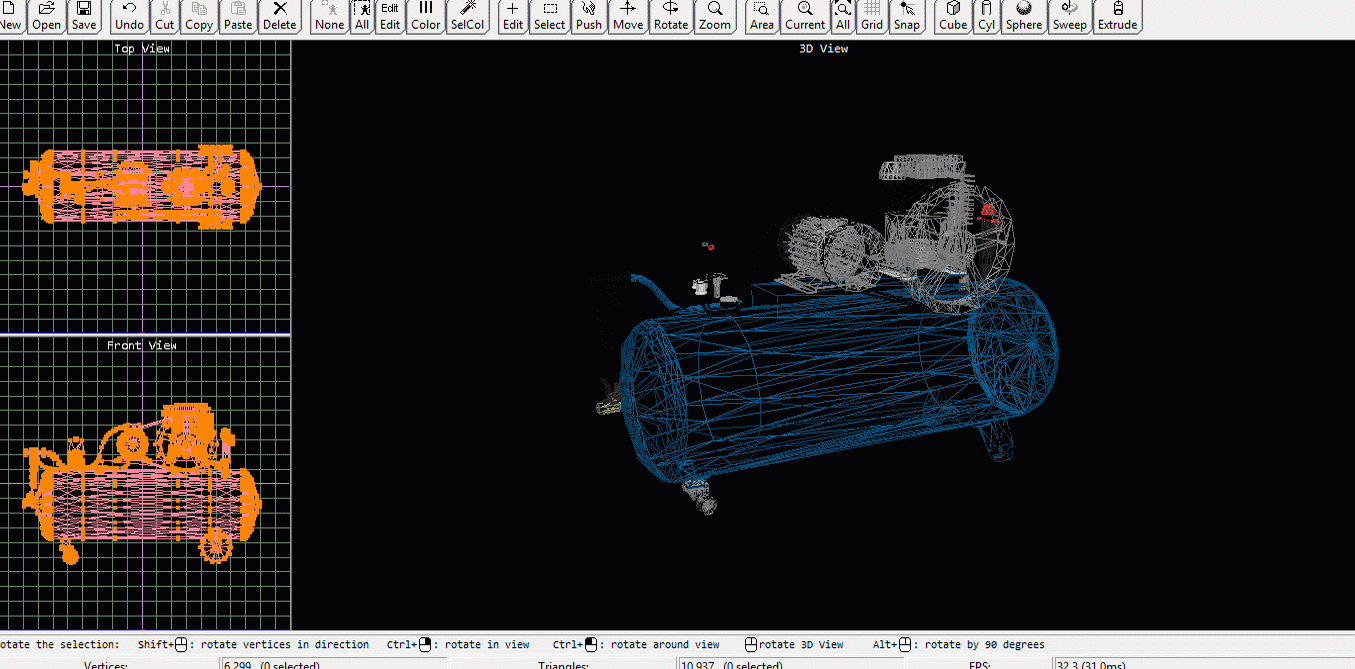 New Open Save Undo Cut Copy Paste Delete None All Edit Edit Color SelCol Edit Select Push Move Rotate Zoom Area Current All Grid Snap Cube Cyl Sphere Sweep Extrude
Top View
3D View
Front View
otate the selection: Shift+ : rotate vertices in direction Ctrl+ : rotate in view Ctrl+ : rotate around view rotate 3D View Alt+ : rotate by 90 degrees
Vertices: 6,299 (0 selected) Triangles: 10,937 (0 selected) FPS: 32.3 (31.0ms)